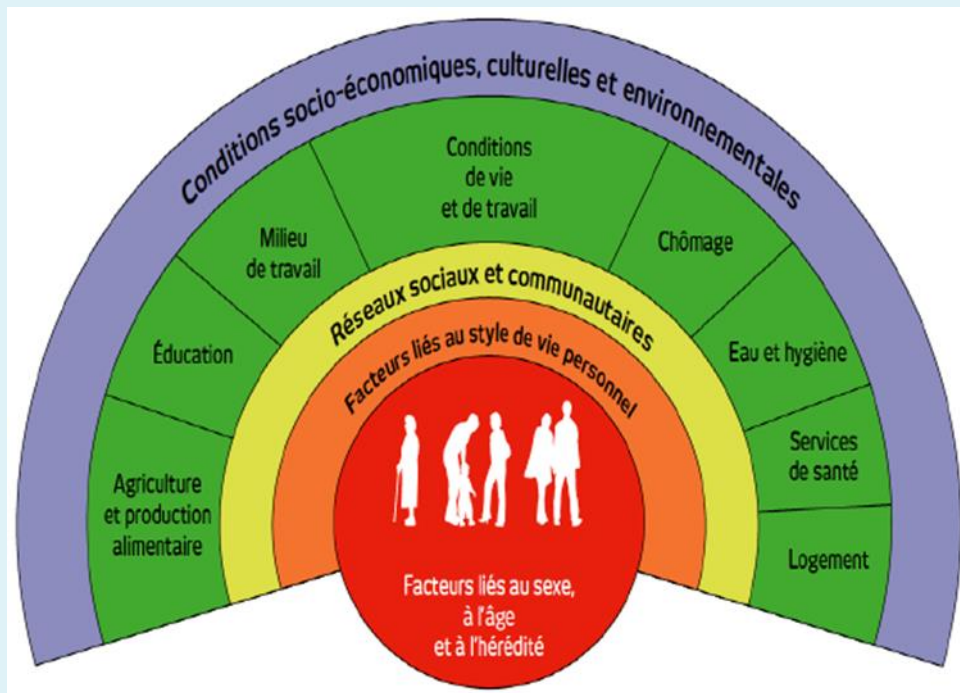 Conditions socio-économiques, culturelles et environnementales
Conditions
de vie
et de travail
Milieu
de travail
Chômage
Éducation
Eau et hygiène
Agriculture
et production
alimentaire
Services
de santé
Logement
Réseaux sociaux et communautaires
Facteurs liés au style de vie personnel
Facteurs liés au sexe,
à l'âge
et à l'hérédité